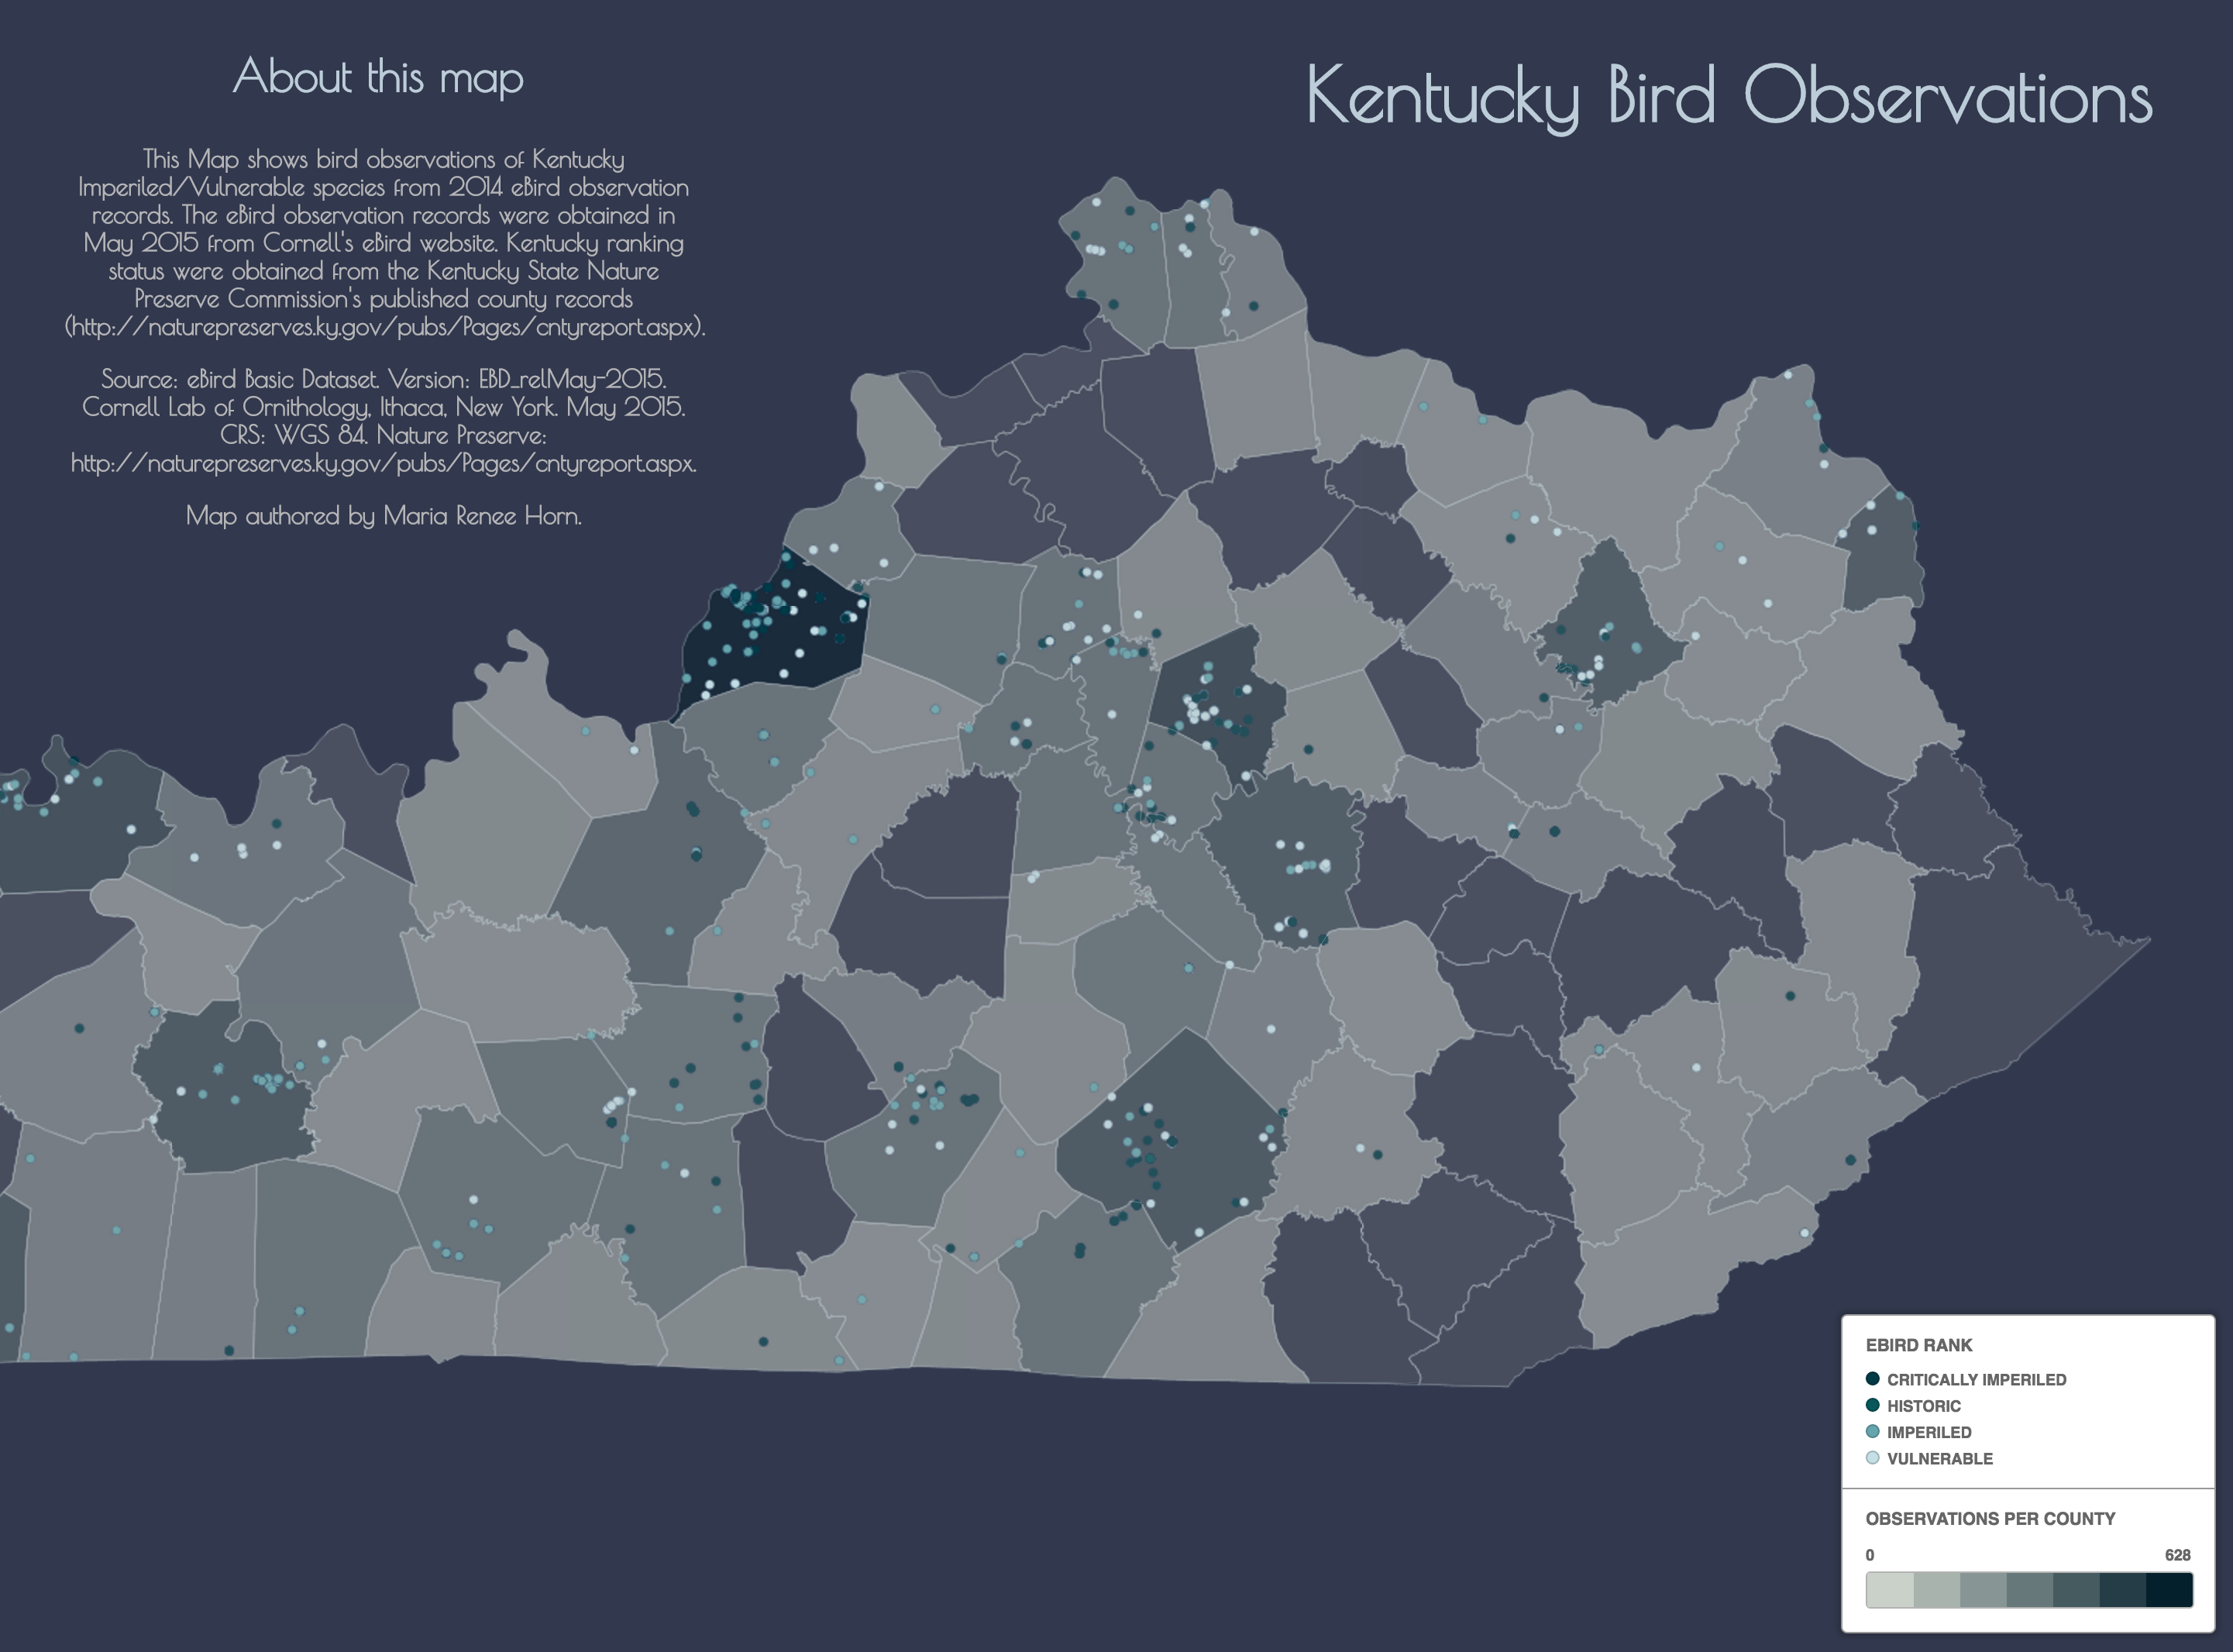 About this map
This Map shows bird observations of Kentucky
Imperiled/Vulnerable species from 2014 eBird observation
records. The eBird observation records were obtained in
May 2015 from Cornell's eBird website. Kentucky ranking
status were obtained from the Kentucky State Nature
Preserve Commission's published county records
(http://naturepreserves.ky.gov/pubs/Pages/cntyreport.aspx).
Source: eBird Basic Dataset. Version: EBD_relMay-2015.
Cornell Lab of Ornithology, Ithaca, New York. May 2015.
CRS: WGS 84. Nature Preserve:
http://naturepreserves.ky.gov/pubs/Pages/cntyreport.aspx.
Map authored by Maria Renee Horn.
Kentucky Bird Observations
EBIRD RANK
CRITICALLY IMPERILED
HISTORIC
IMPERILED
VULNERABLE
OBSERVATIONS PER COUNTY
0 628